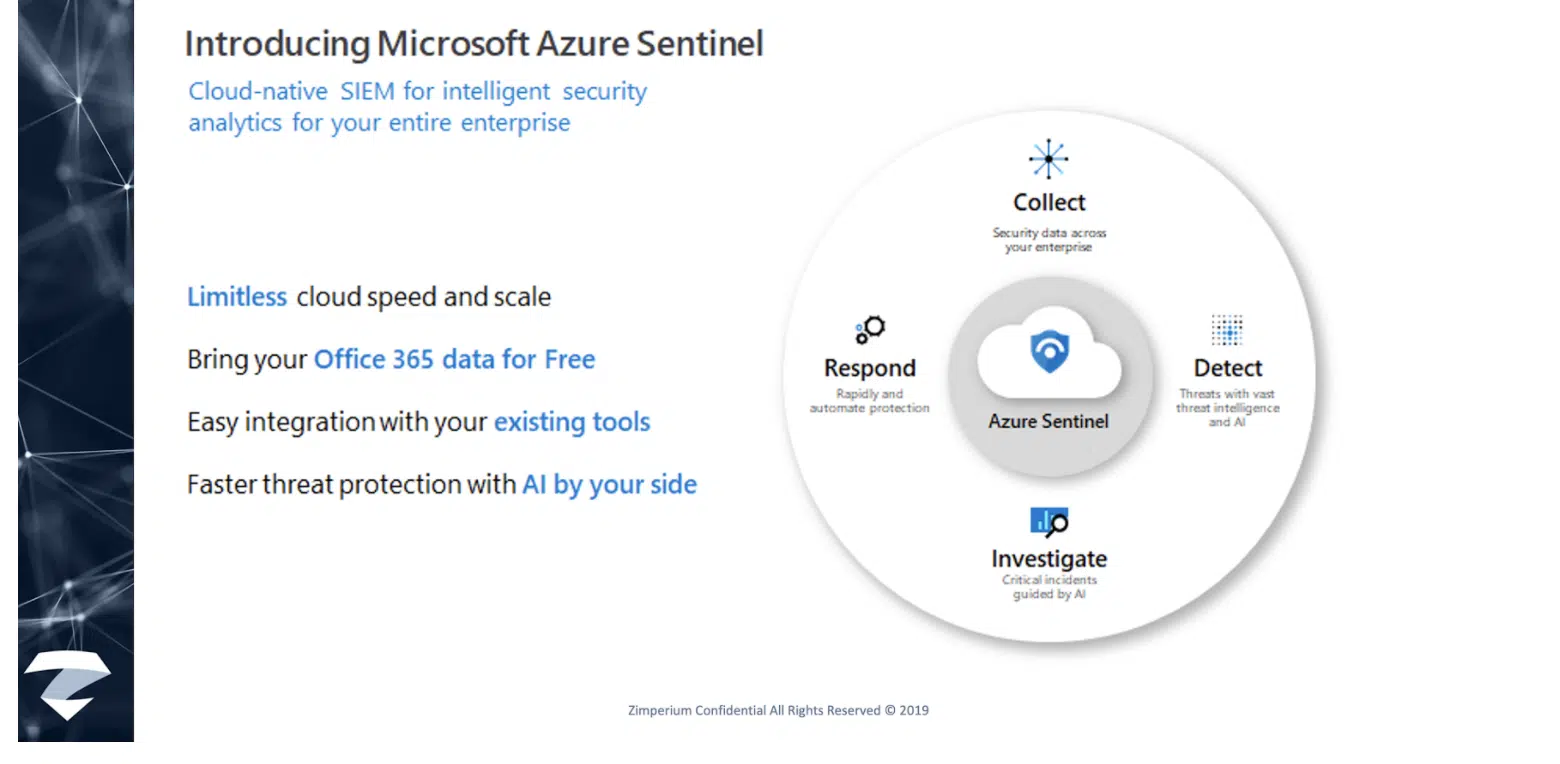 Introducing Microsoft Azure Sentinel
Cloud-native SIEM for intelligent security
analytics for your entire enterprise
Limitless cloud speed and scale
Bring your Office 365 data for Free
Easy integration with your existing tools
Faster threat protection with AI by your side
Collect
Security data across
your enterprise
Respond
Rapidly and
automate protection
Azure Sentinel
Detect
Threats with vast
threat intelligence
and AI
Investigate
Critical incidents
guided by AI
Zimperium Confidential All Rights Reserved © 2019